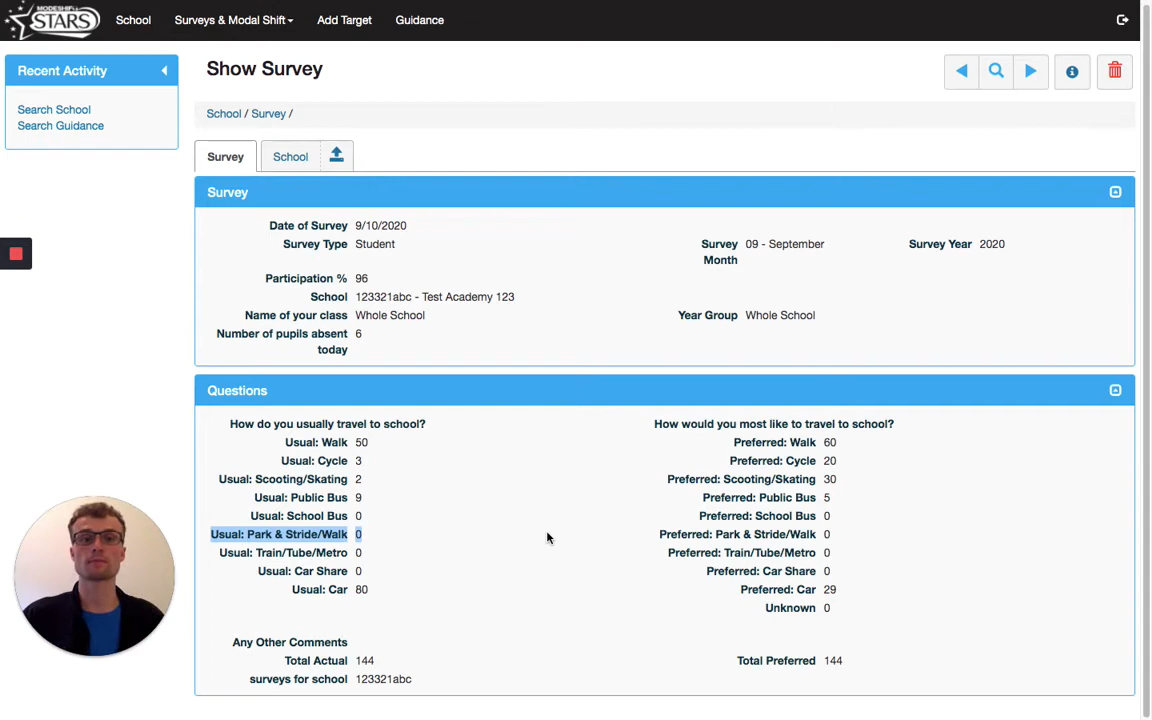 MODESHIFT
STARS
School
Surveys & Modal Shift
Add Target
Guidance
Recent Activity
Search School
Search Guidance
Show Survey
School / Survey /
Survey
School
Survey
Date of Survey 9/10/2020
Survey Type Student
Survey Month 09 - September
Survey Year 2020
Participation % 96
School 123321abc - Test Academy 123
Name of your class Whole School
Year Group Whole School
Number of pupils absent
today 6
Questions
How do you usually travel to school?
Usual: Walk 50
Usual: Cycle 3
Usual: Scooting/Skating 2
Usual: Public Bus 9
Usual: School Bus 0
Usual: Park & Stride/Walk 0
Usual: Train/Tube/Metro 0
Usual: Car Share 0
Usual: Car 80
Any Other Comments
Total Actual 144
surveys for school 123321abc
How would you most like to travel to school?
Preferred: Walk 60
Preferred: Cycle 20
Preferred: Scooting/Skating 30
Preferred: Public Bus 5
Preferred: School Bus 0
Preferred: Park & Stride/Walk 0
Preferred: Train/Tube/Metro 0
Preferred: Car Share 0
Preferred: Car 29
Unknown 0
Total Preferred 144